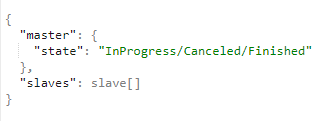 {
  "master": {
    "state": "InProgress/Canceled/Finished"
  },
  "slaves": slave[]
}